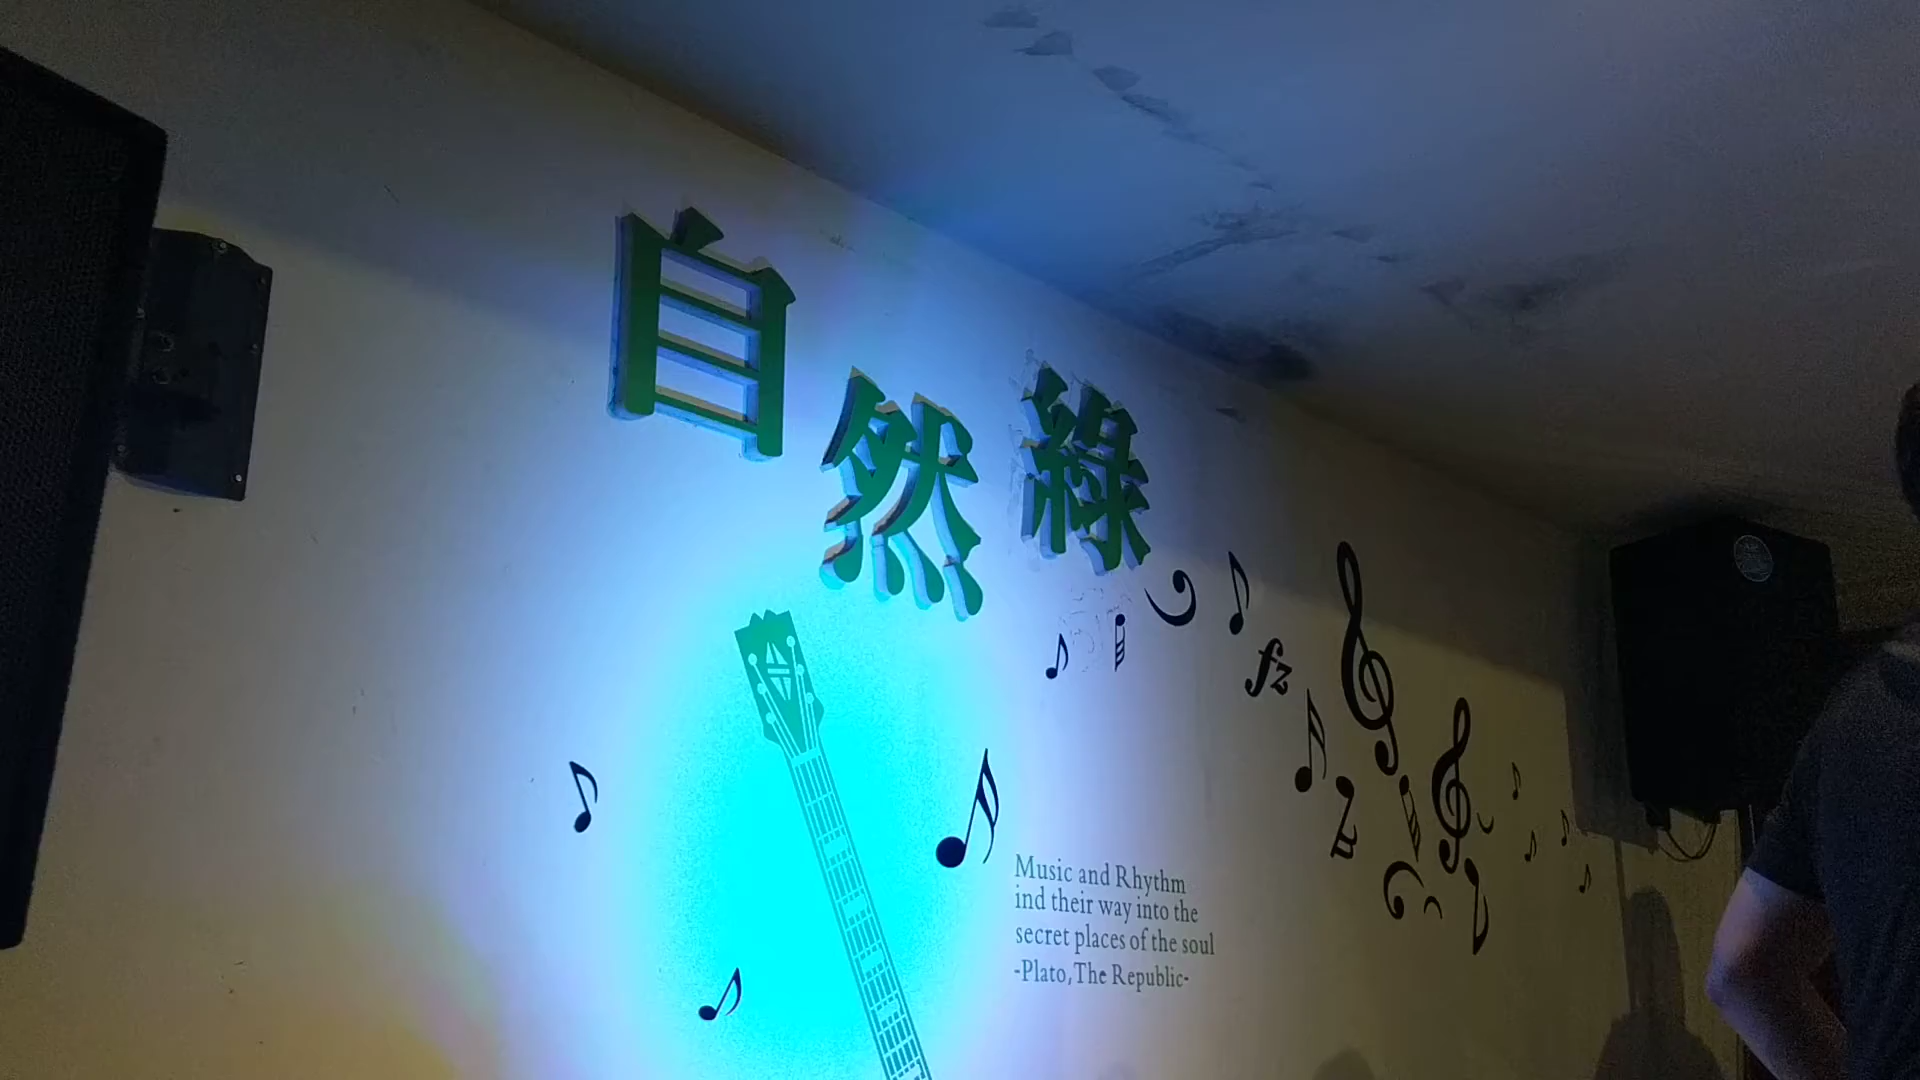 自然綠
fz
Music and Rhythm
ind their way into the
secret places of the soul
-Plato, The Republic-